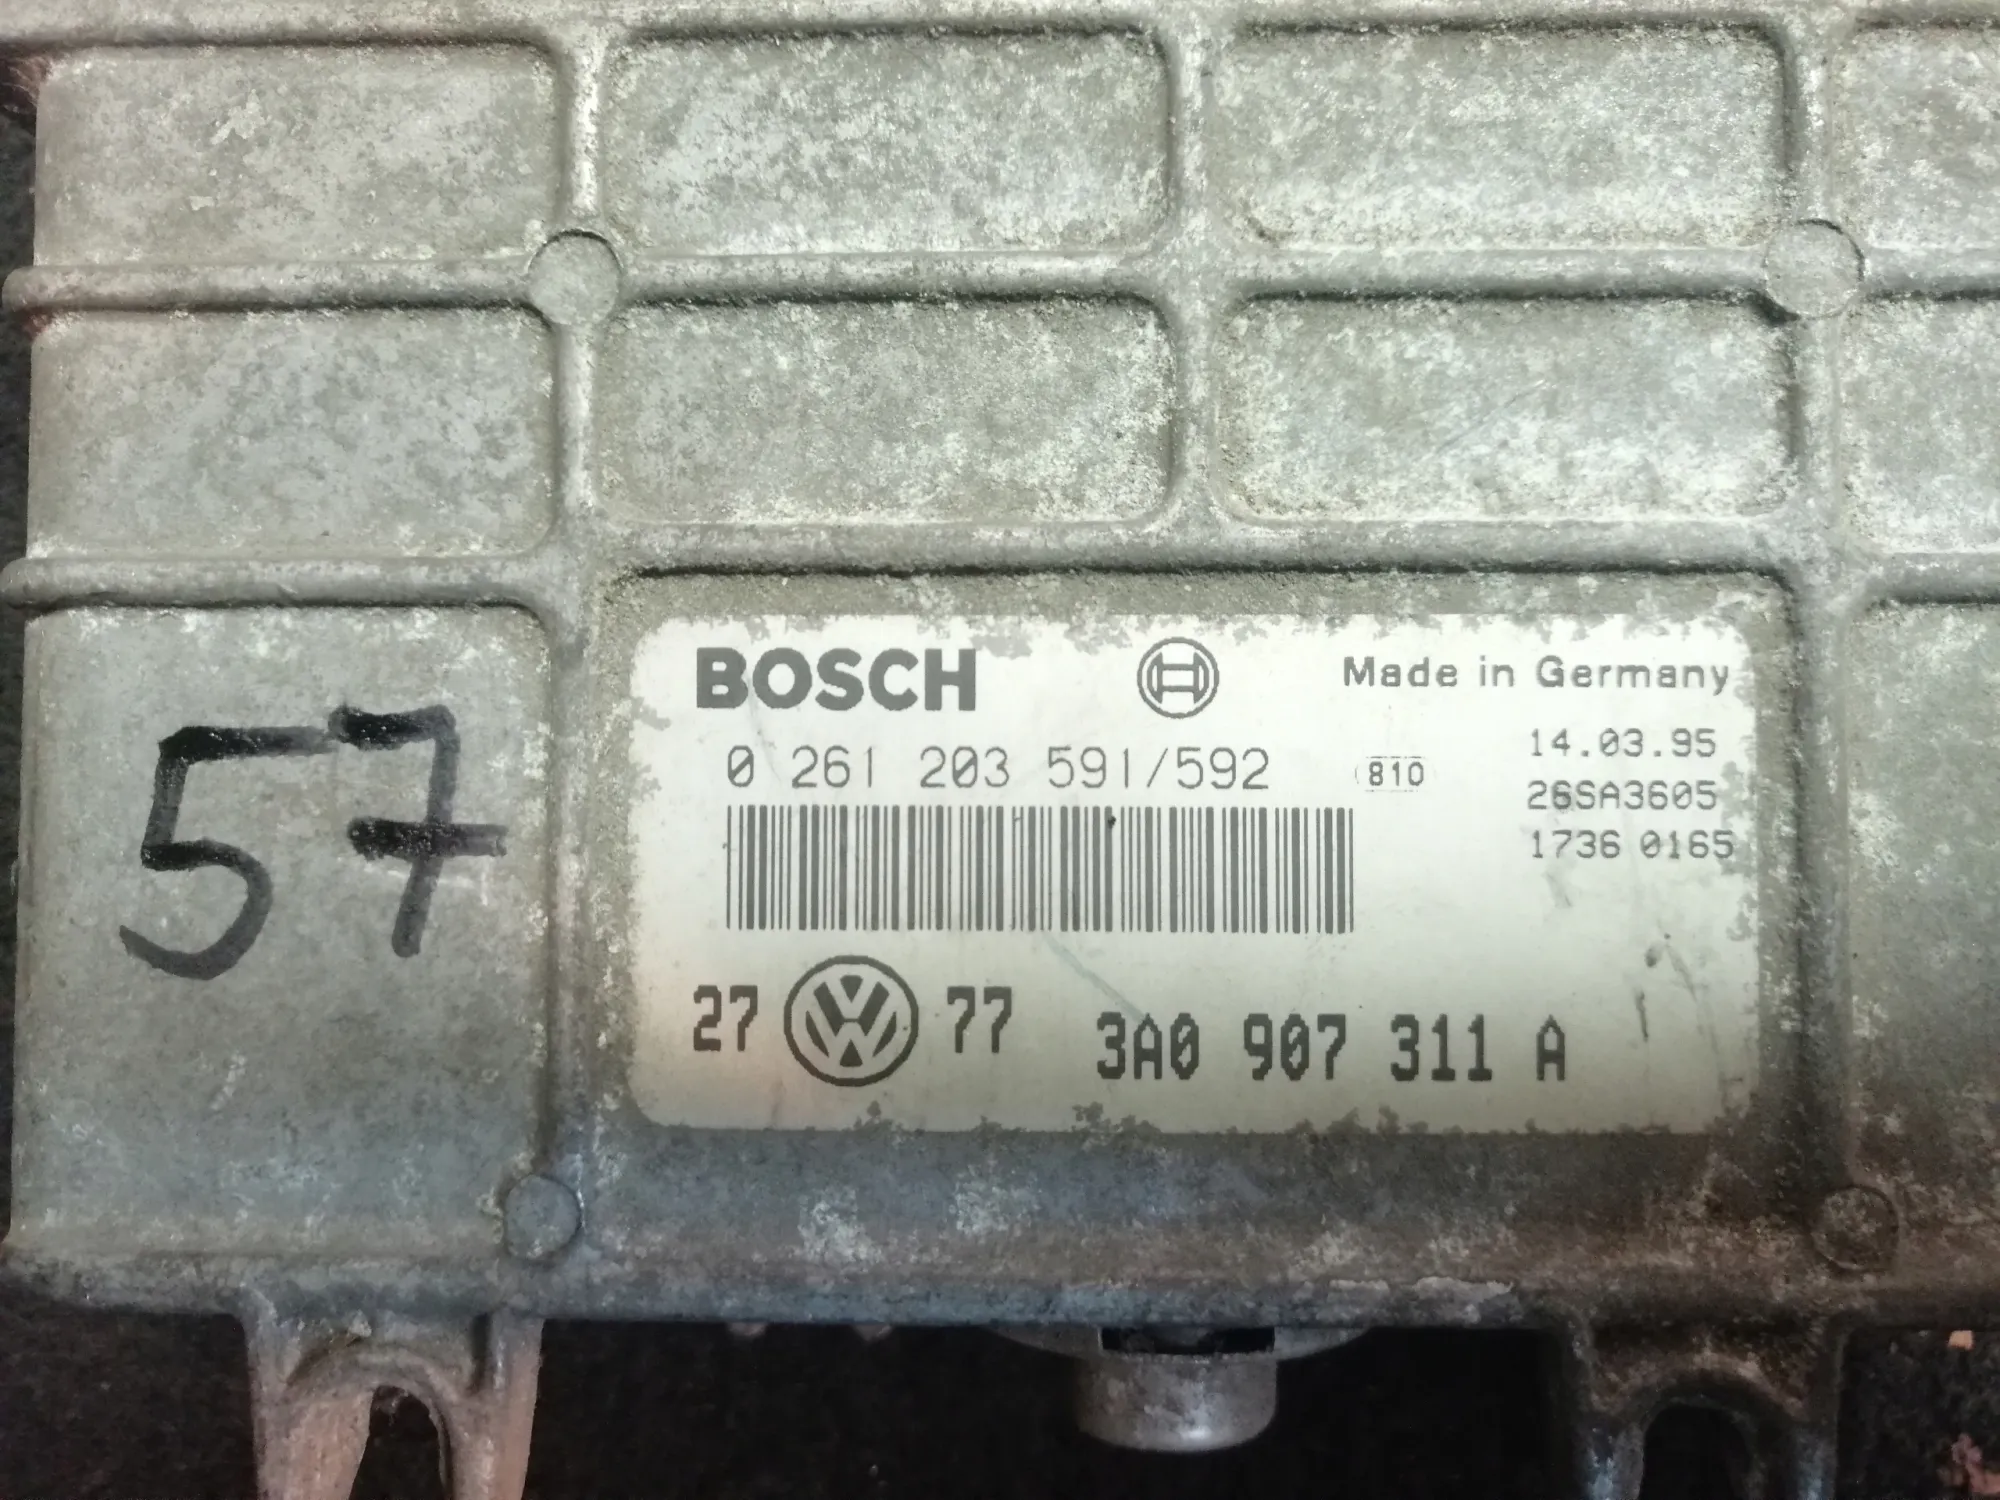 57
BOSCH
Made in Germany
0 261 203 591/592
810
14.03.95
26SA3605
1736 0165
27 VW 77
3A0 907 311 A